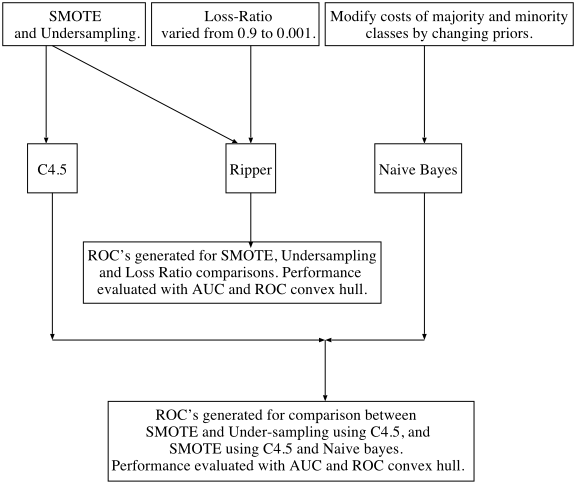 SMOTE
and Undersampling.
Loss-Ratio
varied from 0.9 to 0.001.
Modify costs of majority and minority
classes by changing priors.
C4.5
Ripper
Naive Bayes
ROC's generated for SMOTE, Undersampling
and Loss Ratio comparisons. Performance
evaluated with AUC and ROC convex hull.
ROC's generated for comparison between
SMOTE and Under-sampling using C4.5, and
SMOTE using C4.5 and Naive bayes.
Performance evaluated with AUC and ROC convex hull.